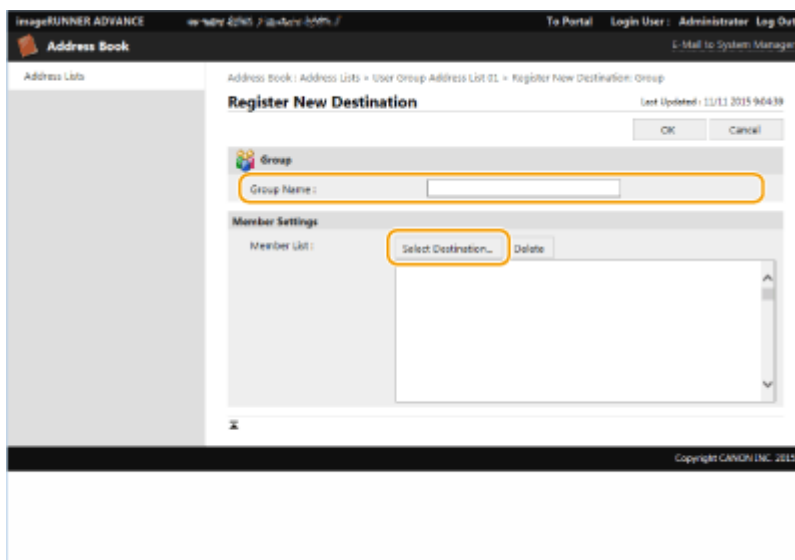 imageRUNNER ADVANCE To Portal Login User : Administrator Log Out
Address Book E-Mail to System Manager
Address Lists
Address Book : Address Lists > User Group Address List 01 > Register New Destination: Group
Register New Destination Last Updated : 11/11 2015 9:04:39
OK Cancel
Group
Group Name :
Member Settings
Member List : Select Destination... Delete
Copyright CANON INC. 2015